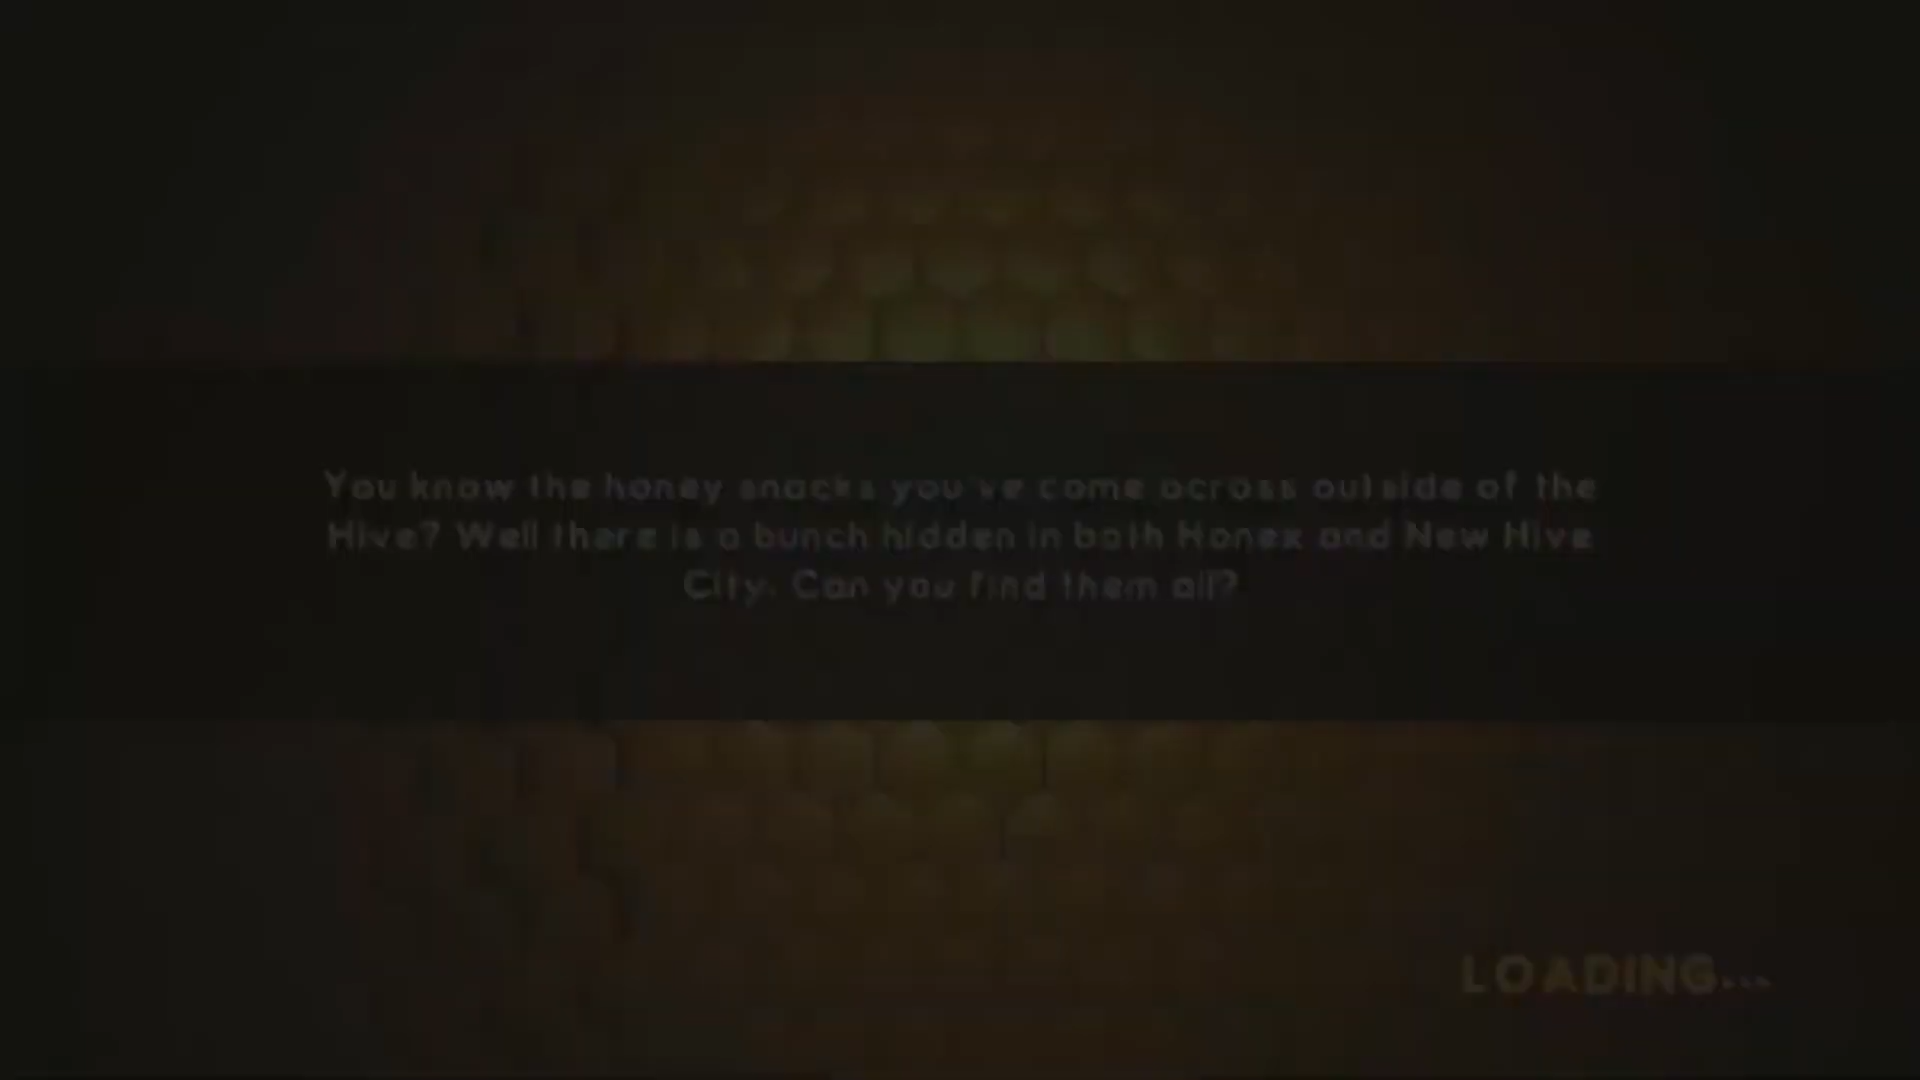 You know the honey snacks you've come across outside of the
Hive? Well there is a bunch hidden in both Honex and New Hive
City. Can you find them all?
LOADING...